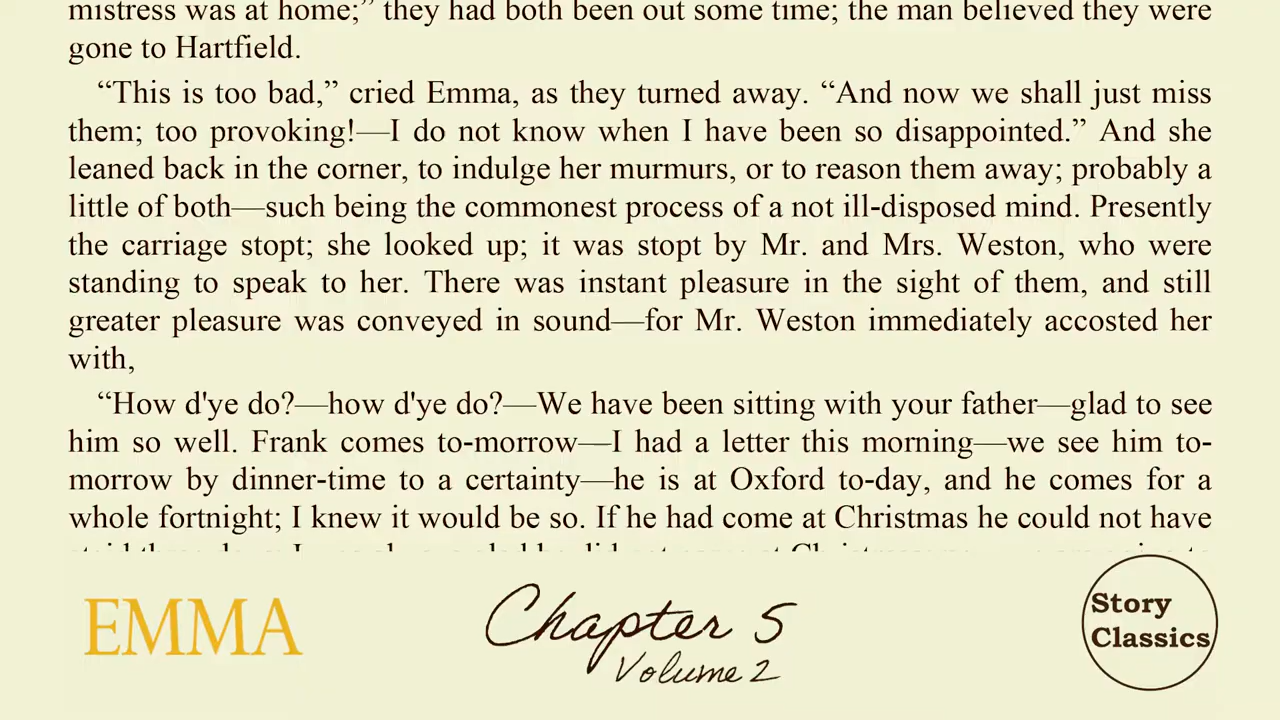 mistress was at home;” they had both been out some time; the man believed they were
gone to Hartfield.
“This is too bad,” cried Emma, as they turned away. “And now we shall just miss
them; too provoking!—I do not know when I have been so disappointed.” And she
leaned back in the corner, to indulge her murmurs, or to reason them away; probably a
little of both—such being the commonest process of a not ill-disposed mind. Presently
the carriage stopt; she looked up; it was stopt by Mr. and Mrs. Weston, who were
standing to speak to her. There was instant pleasure in the sight of them, and still
greater pleasure was conveyed in sound—for Mr. Weston immediately accosted her
with,
“How d'ye do?—how d'ye do?—We have been sitting with your father—glad to see
him so well. Frank comes to-morrow—I had a letter this morning—we see him to-
morrow by dinner-time to a certainty—he is at Oxford to-day, and he comes for a
whole fortnight; I knew it would be so. If he had come at Christmas he could not have
EMMA
Chapter 5
Volume 2
Story
Classics